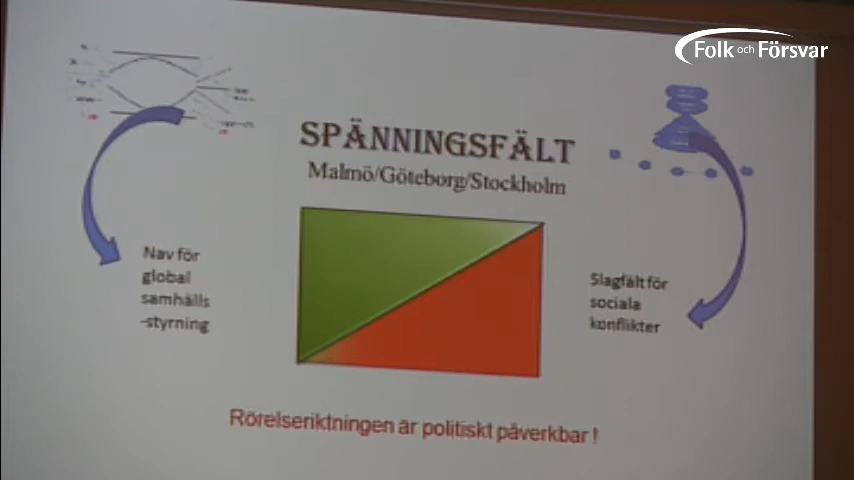 Folk och Försvar
SPÄNNINGSFÄLT
Malmö/Göteborg/Stockholm
Nav för
global
samhälls
-styrning
Slagfält för
sociala
konflikter
Rörelseriktningen är politiskt påverkbar !